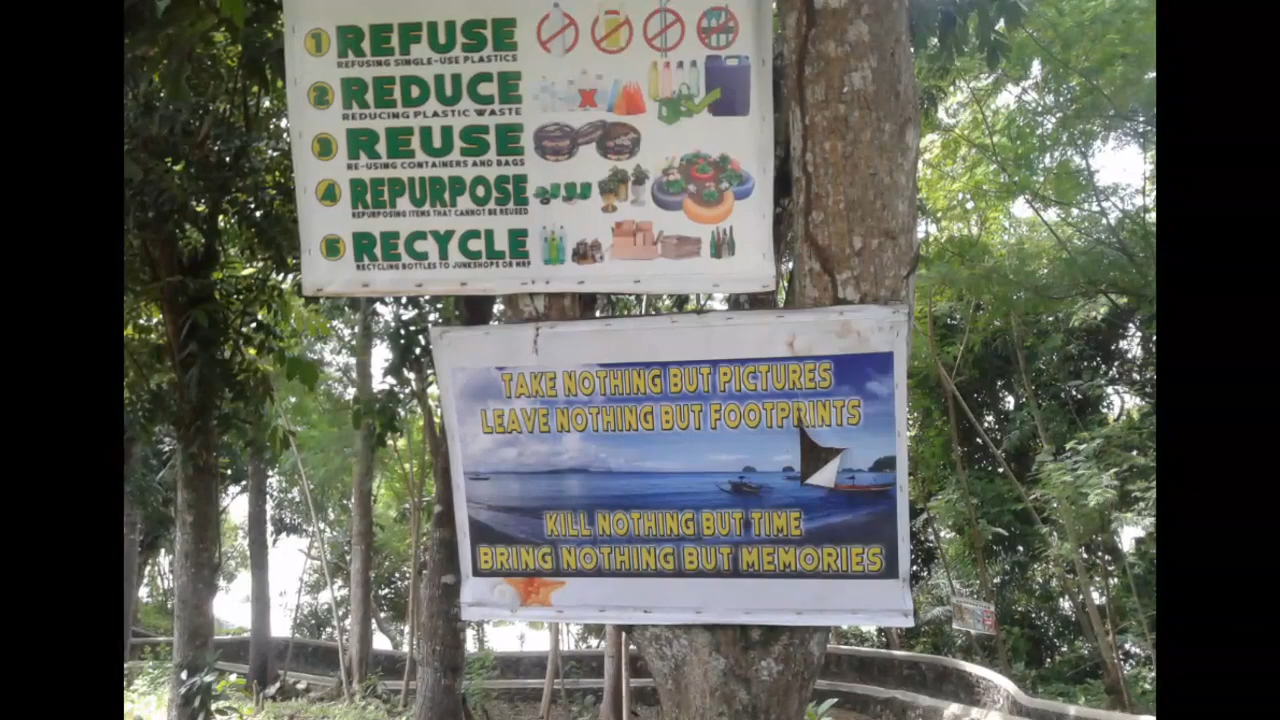 1 REFUSE
REFUSING SINGLE-USE PLASTICS
2 REDUCE
REDUCING PLASTIC WASTE
3 REUSE
RE-USING CONTAINERS AND BAGS
4 REPURPOSE
REPURPOSING ITEMS THAT CANNOT BE REUSED
5 RECYCLE
RECYCLING BOTTLES TO JUNKSHOPS OR MRF
TAKE NOTHING BUT PICTURES
LEAVE NOTHING BUT FOOTPRINTS
KILL NOTHING BUT TIME
BRING NOTHING BUT MEMORIES